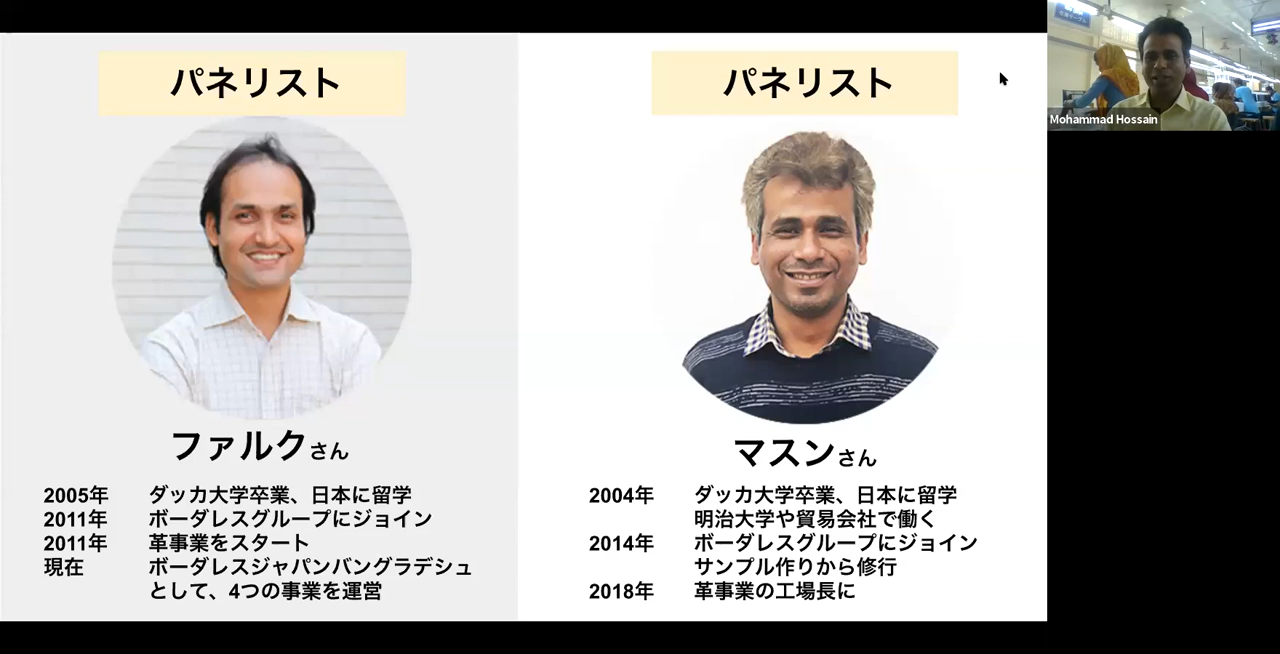 パネリスト
ファルクさん
2005年 ダッカ大学卒業、日本に留学
2011年 ボーダレスグループにジョイン
2011年 革事業をスタート
現在 ボーダレスジャパンバングラデシュ
として、4つの事業を運営
パネリスト
マスンさん
2004年 ダッカ大学卒業、日本に留学
明治大学や貿易会社で働く
2014年 ボーダレスグループにジョイン
サンプル作りから修行
2018年 革事業の工場長に
Mohammad Hossain